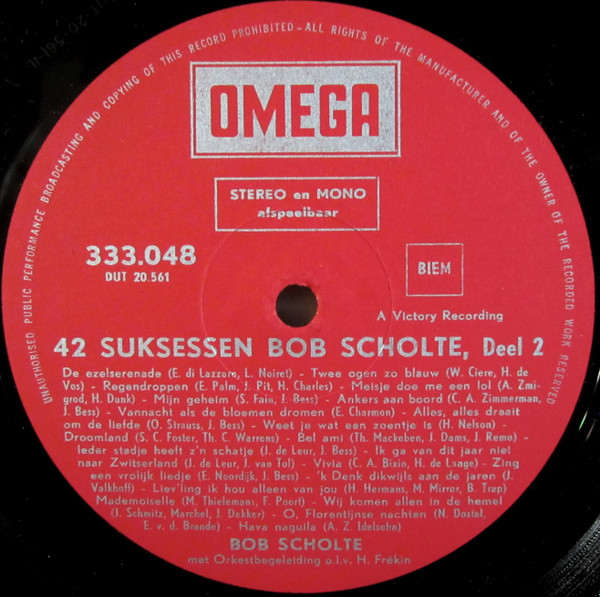 UNAUTHORISED PUBLIC PERFORMANCE BROADCASTING AND COPYING OF THIS RECORD PROHIBITED - ALL RIGHTS OF THE MANUFACTURER AND OF THE OWNER OF THE RECORDED WORK RESERVED
OMEGA
STEREO en MONO
afspeelbaar
333.048
DUT 20.561
BIEM
A Victory Recording
42 SUKSESSEN BOB SCHOLTE, Deel 2
De ezelserenade (E. di Lazzaro, L. Noiret) - Twee ogen zo blauw (W. Ciere, H. de
Vos) - Regendroppen (E. Palm, J. Pit, H. Charles) - Meisje doe me een lol (A. Zmi-
grod, H. Dunk) - Mijn geheim (S. Fain, J. Bess) - Ankers aan boord (C. A. Zimmerman,
J. Bess) - Vannacht als de bloemen dromen (E. Charmon) - Alles, alles draait
om de liefde (O. Strauss, J. Bess) - Weet je wat een zoentje is (H. Nelson) -
Droomland (S. C. Foster, Th. C. Warrens) - Bel ami (Th. Mackeben, J. Dams, J. Remo) -
Ieder stadje heeft z'n schatje (J. de Leur, J. Bess) - Ik ga van dit jaar niet
naar Zwitserland (J. de Leur, J. van Tol) - Vivia (C. A. Bixio, H. de Lange) - Zing
een vrolijk liedje (E. Noordijk, J. Bess) - 'k Denk dikwijls aan de jaren (J.
Valkhoff) - Liev'ling ik hou alleen van jou (H. Hermans, M. Mirror, B. Trap)
Mademoiselle (M. Thielemans, F. Poort) - Wij komen allen in de hemel
(J. Schmitz, Marchel, J. Dekker) - O, Florentijnse nachten (N. Dostal,
E. v. d. Brande) - Hava naguila (A. Z. Idelsohn)
BOB SCHOLTE
met Orkestbegeleiding o.l.v. H. Frékin